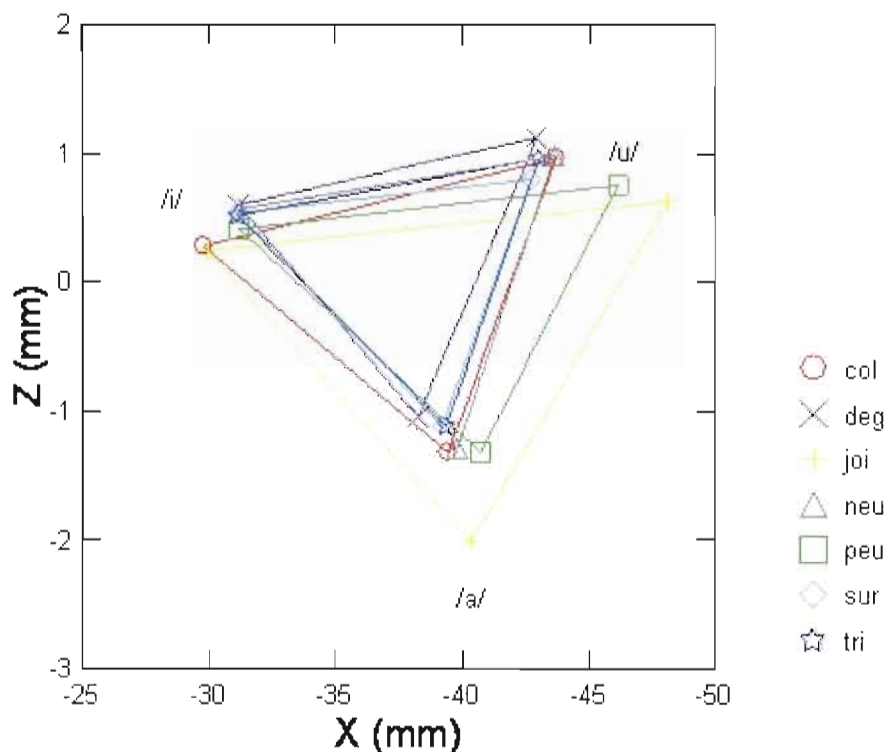 2
1
0
-1
-2
-3
Z (mm)
-25
-30
-35
-40
-45
-50
X (mm)
/i/
/u/
/a/
col
deg
joi
neu
peu
sur
tri